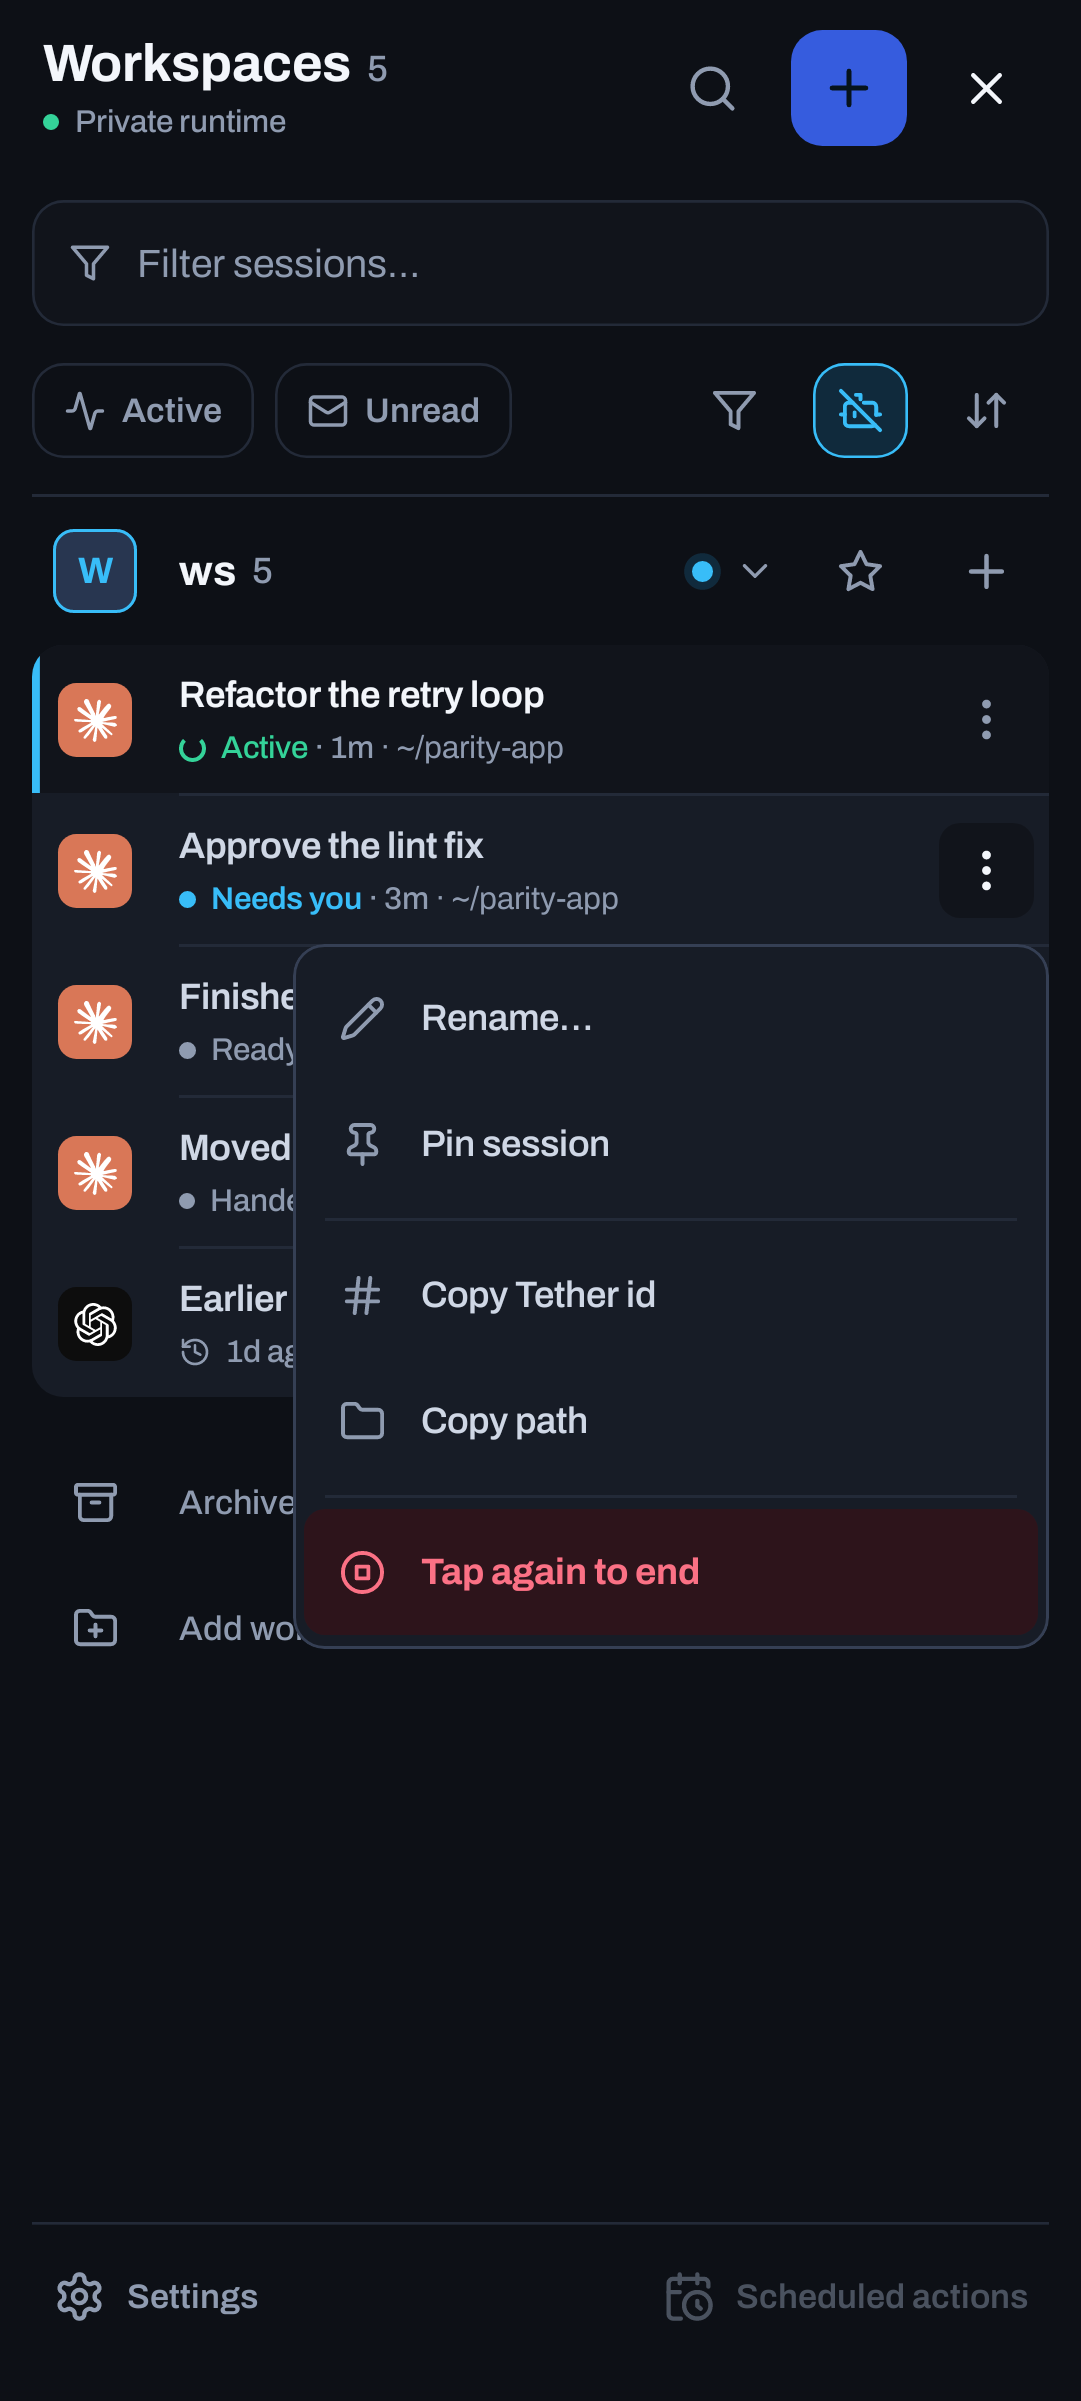 Workspaces 5
Private runtime
Filter sessions...
Active
Unread
W
ws 5
Refactor the retry loop
Active · 1m · ~/parity-app
Approve the lint fix
Needs you · 3m · ~/parity-app
Finishe
Ready
Rename...
Moved
Hande
Pin session
Earlier
1d ag
Copy Tether id
Copy path
Archive
Tap again to end
Add wor
Settings
Scheduled actions